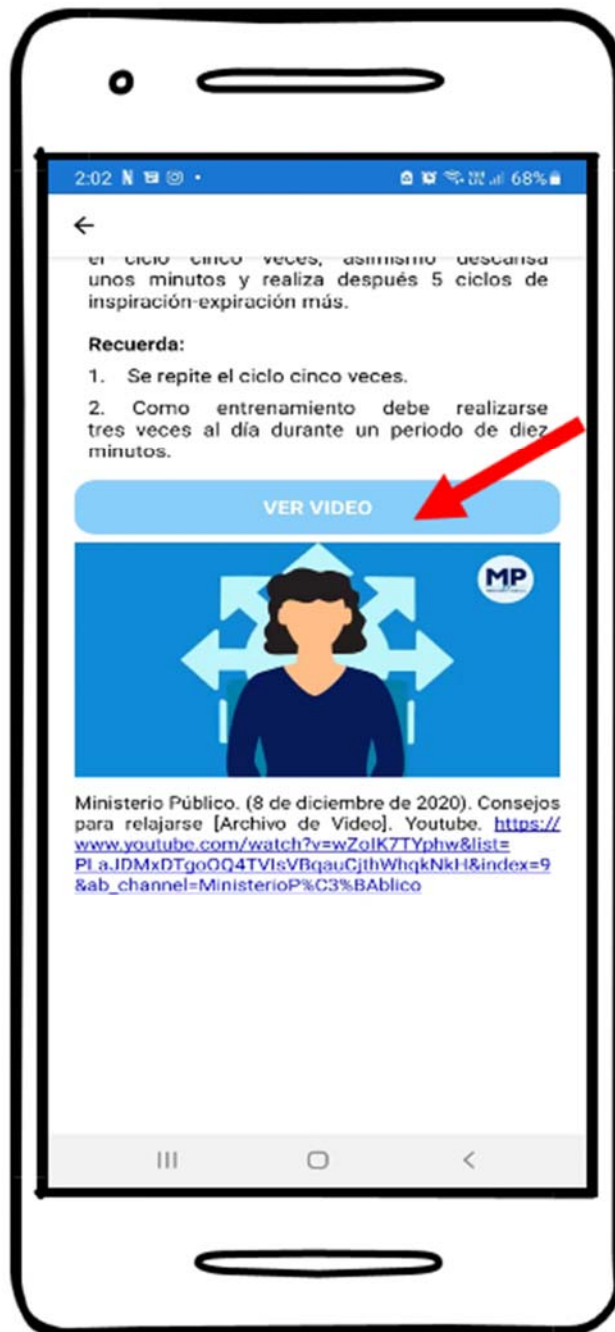 2:02
68%
el ciclo cinco veces, asimismo descansa
unos minutos y realiza después 5 ciclos de
inspiración-expiración más.
Recuerda:
1. Se repite el ciclo cinco veces.
2. Como entrenamiento debe realizarse
tres veces al día durante un periodo de diez
minutos.
VER VIDEO
MP
Ministerio Público. (8 de diciembre de 2020). Consejos
para relajarse [Archivo de Video]. Youtube. https://
www.youtube.com/watch?v=wZoIK7TYphw&list=
PLaJDMxDTgoOQ4TVIsVBqauCjthWhqkNkH&index=9
&ab_channel=MinisterioP%C3%BAblico